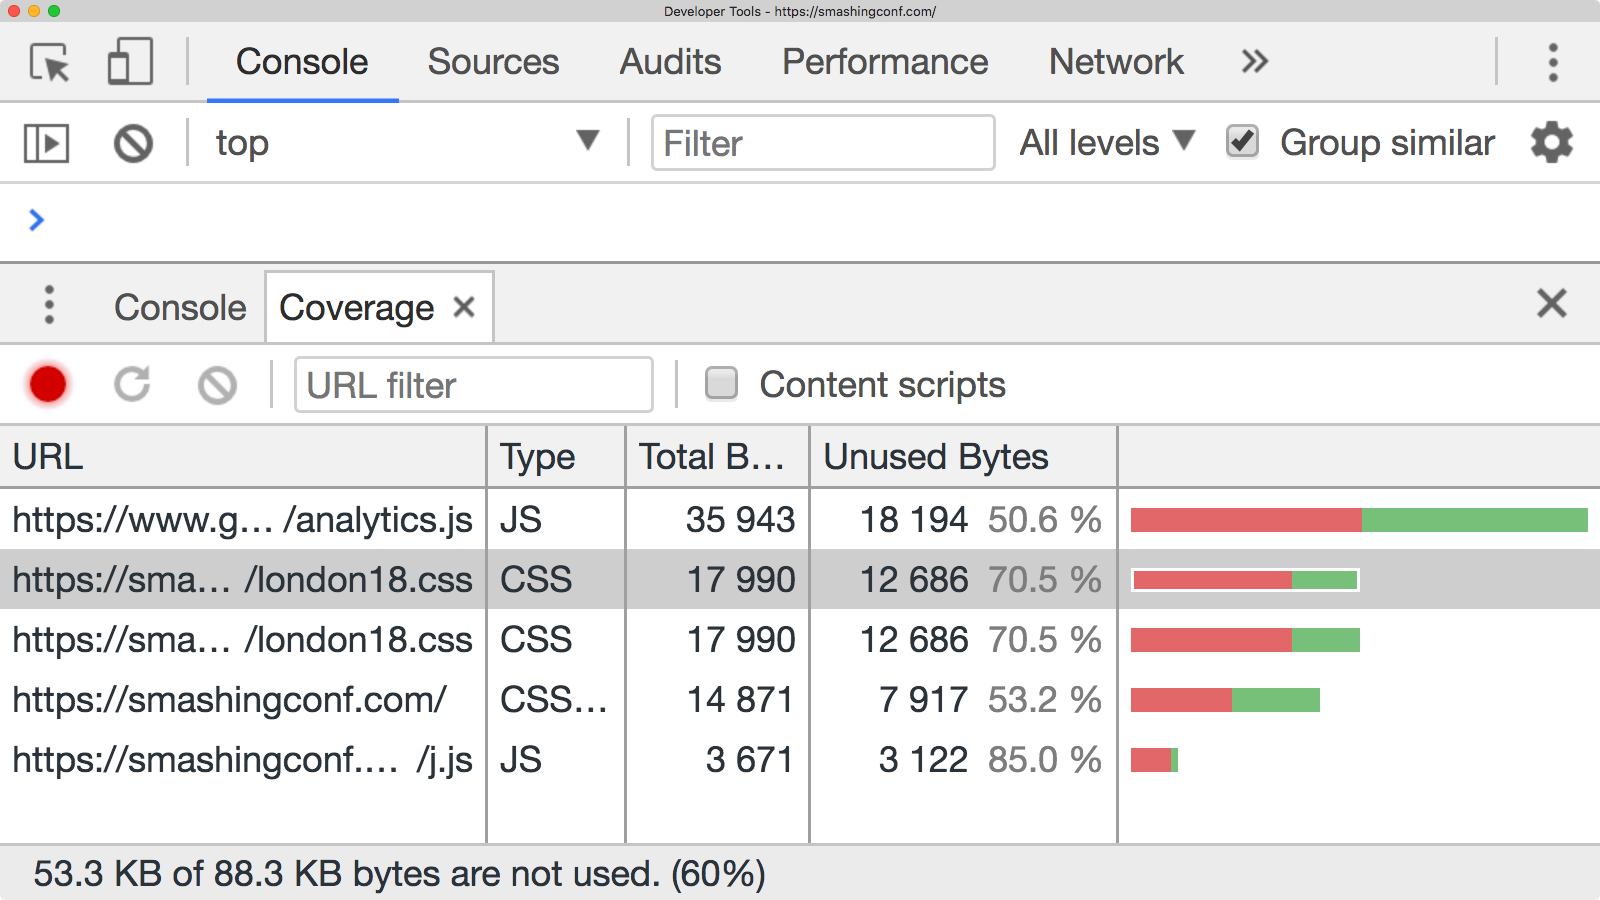 Developer Tools - https://smashingconf.com/
Console Sources Audits Performance Network
top Filter All levels Group similar
Console Coverage
URL filter Content scripts
URL Type Total B... Unused Bytes
https://www.g... /analytics.js JS 35 943 18 194 50.6 %
https://sma... /london18.css CSS 17 990 12 686 70.5 %
https://sma... /london18.css CSS 17 990 12 686 70.5 %
https://smashingconf.com/ CSS... 14 871 7 917 53.2 %
https://smashingconf.... /j.js JS 3 671 3 122 85.0 %
53.3 KB of 88.3 KB bytes are not used. (60%)